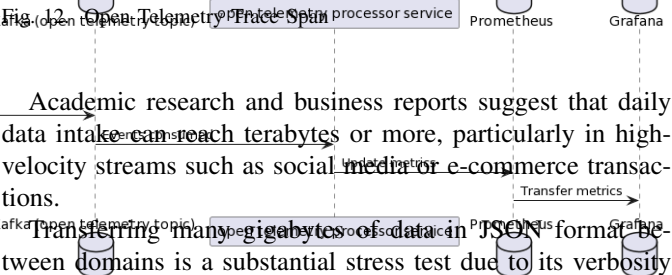 Fig. 12. Open Telemetry Trace Span
afka (open telemetry topic)
open telemetry processor service
Prometheus
Grafana
Academic research and business reports suggest that daily
data intake can reach terabytes or more, particularly in high-
Events consumed
velocity streams such as social media or e-commerce transac-
Update metrics
tions.
Transfer metrics
afka (open telemetry topic)
open telemetry processor service
Prometheus
Grafana
Transferring many gigabytes of data in JSON format be-
tween domains is a substantial stress test due to its verbosity